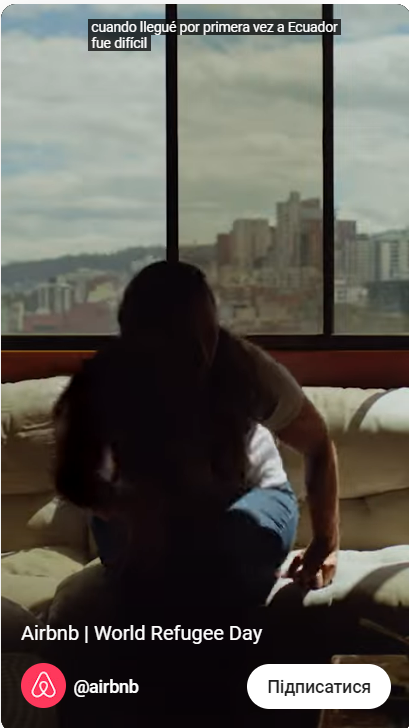 cuando llegué por primera vez a Ecuador
fue difícil
Airbnb | World Refugee Day
@airbnb
Підписатися